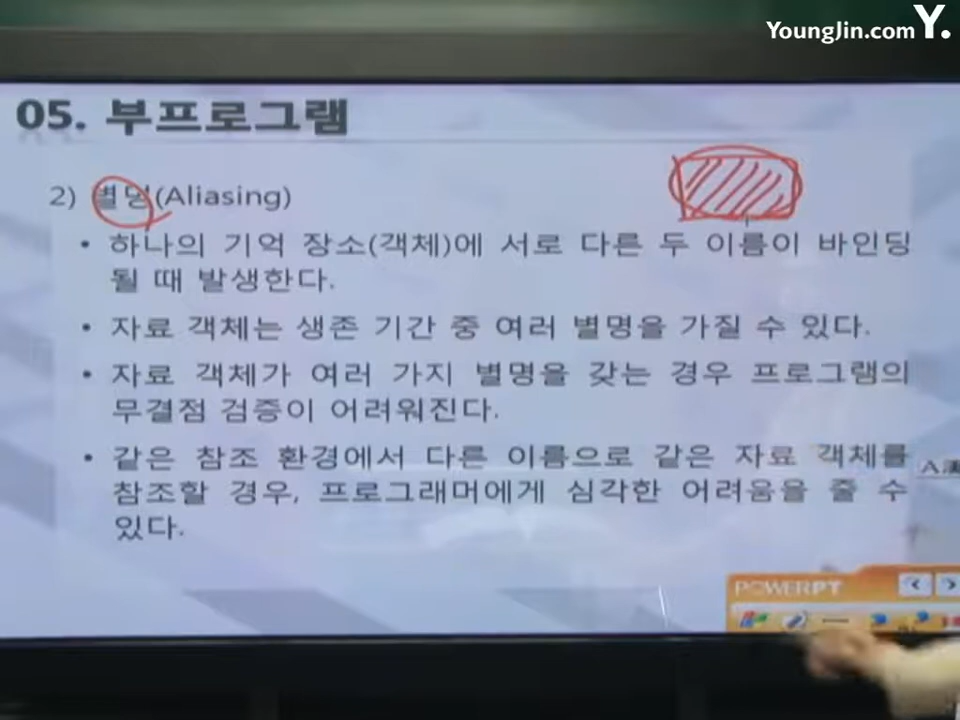 YoungJin.com Y.
05. 부프로그램
2) 별명(Aliasing)
• 하나의 기억 장소(객체)에 서로 다른 두 이름이 바인딩
될 때 발생한다.
• 자료 객체는 생존 기간 중 여러 별명을 가질 수 있다.
• 자료 객체가 여러 가지 별명을 갖는 경우 프로그램의
무결점 검증이 어려워진다.
• 같은 참조 환경에서 다른 이름으로 같은 자료 객체를
참조할 경우, 프로그래머에게 심각한 어려움을 줄 수
있다.
A漢
POWERPT